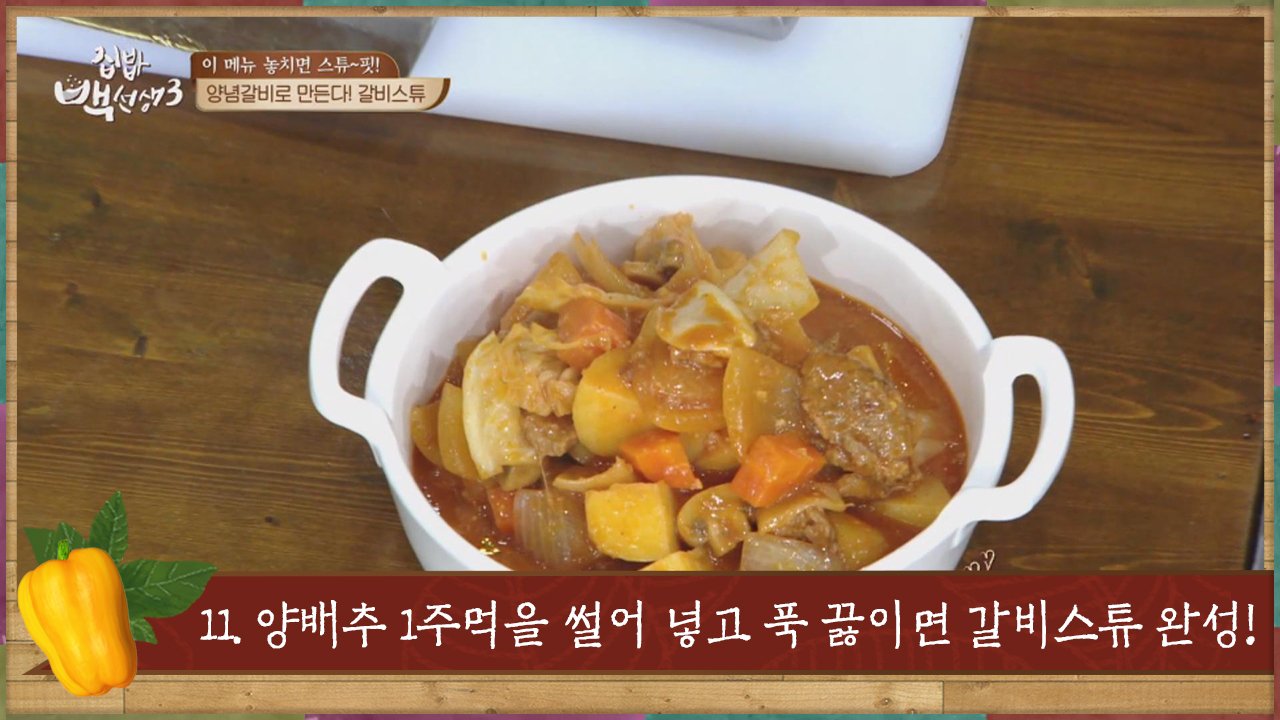 집밥
백선생3
이 메뉴 놓치면 스튜~핏!
양념갈비로 만든다! 갈비스튜
11. 양배추 1주먹을 썰어 넣고 푹 끓이면 갈비스튜 완성!